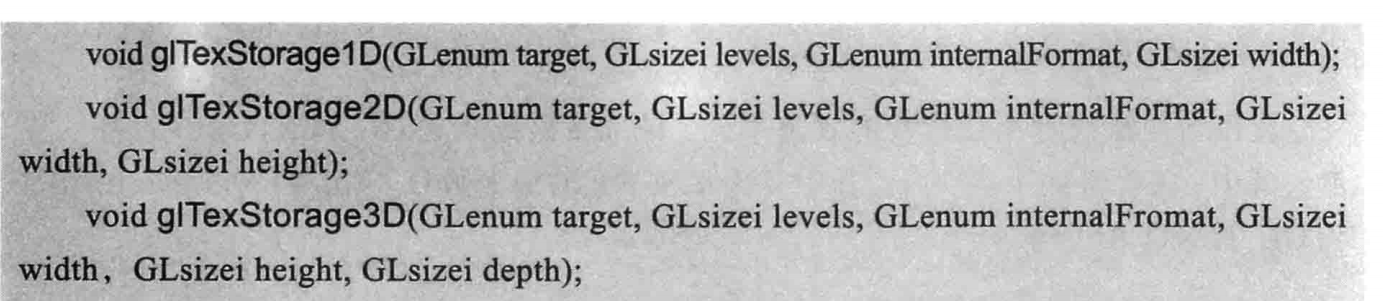 void glTexStorage1D(GLenum target, GLsizei levels, GLenum internalFormat, GLsizei width);
void glTexStorage2D(GLenum target, GLsizei levels, GLenum internalFormat, GLsizei
width, GLsizei height);
void glTexStorage3D(GLenum target, GLsizei levels, GLenum internalFromat, GLsizei
width, GLsizei height, GLsizei depth);